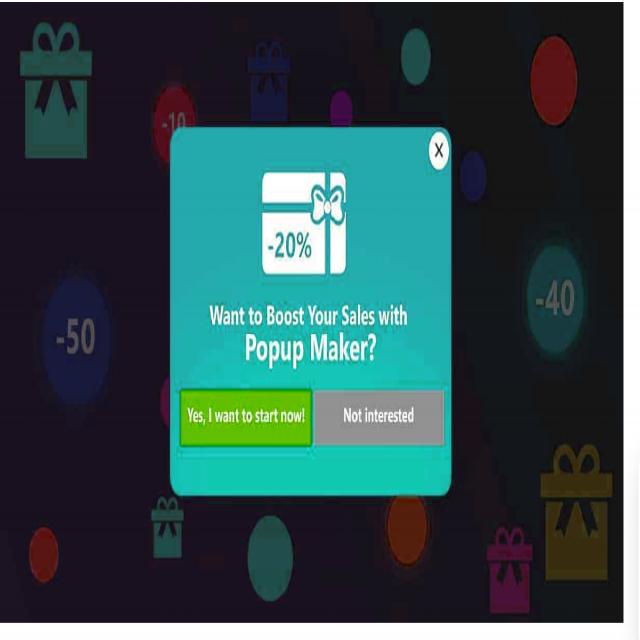 -10
X
-20%
-40
Want to Boost Your Sales with
-50
Popup Maker?
Yes, I want to start now!
Not interested